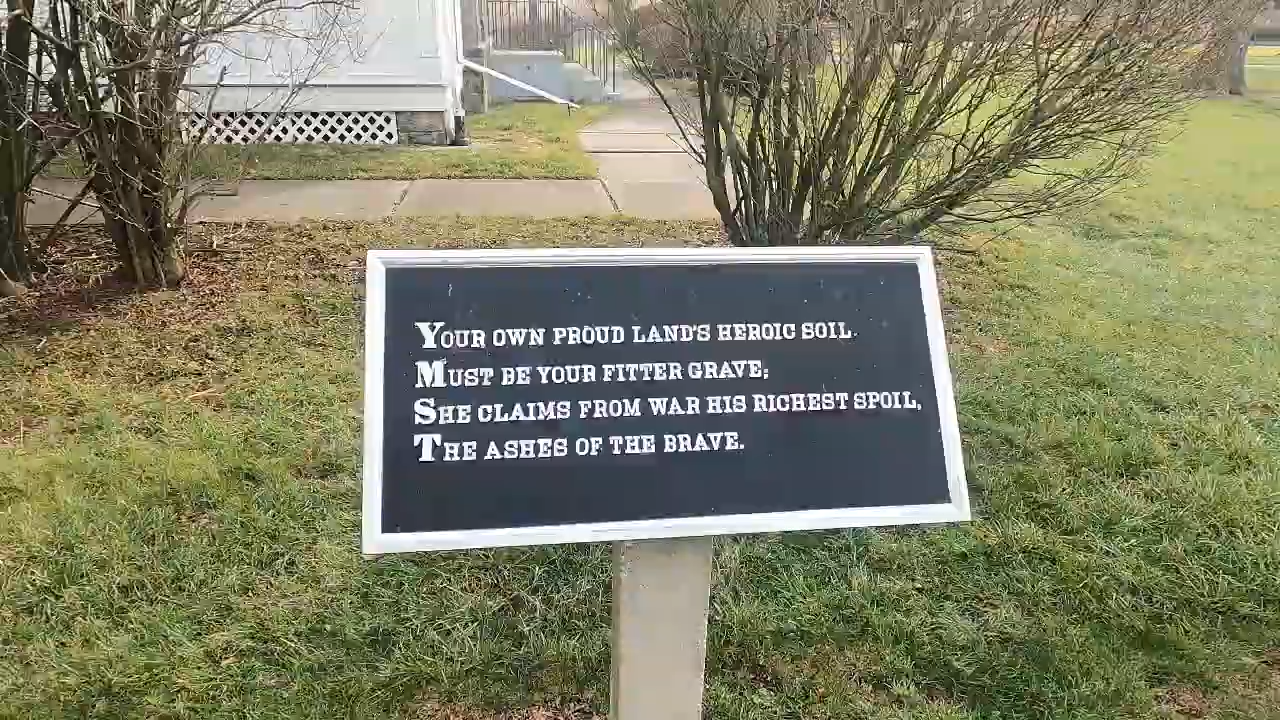 YOUR OWN PROUD LAND'S HEROIC SOIL.
MUST BE YOUR FITTER GRAVE;
SHE CLAIMS FROM WAR HIS RICHEST SPOIL,
THE ASHES OF THE BRAVE.